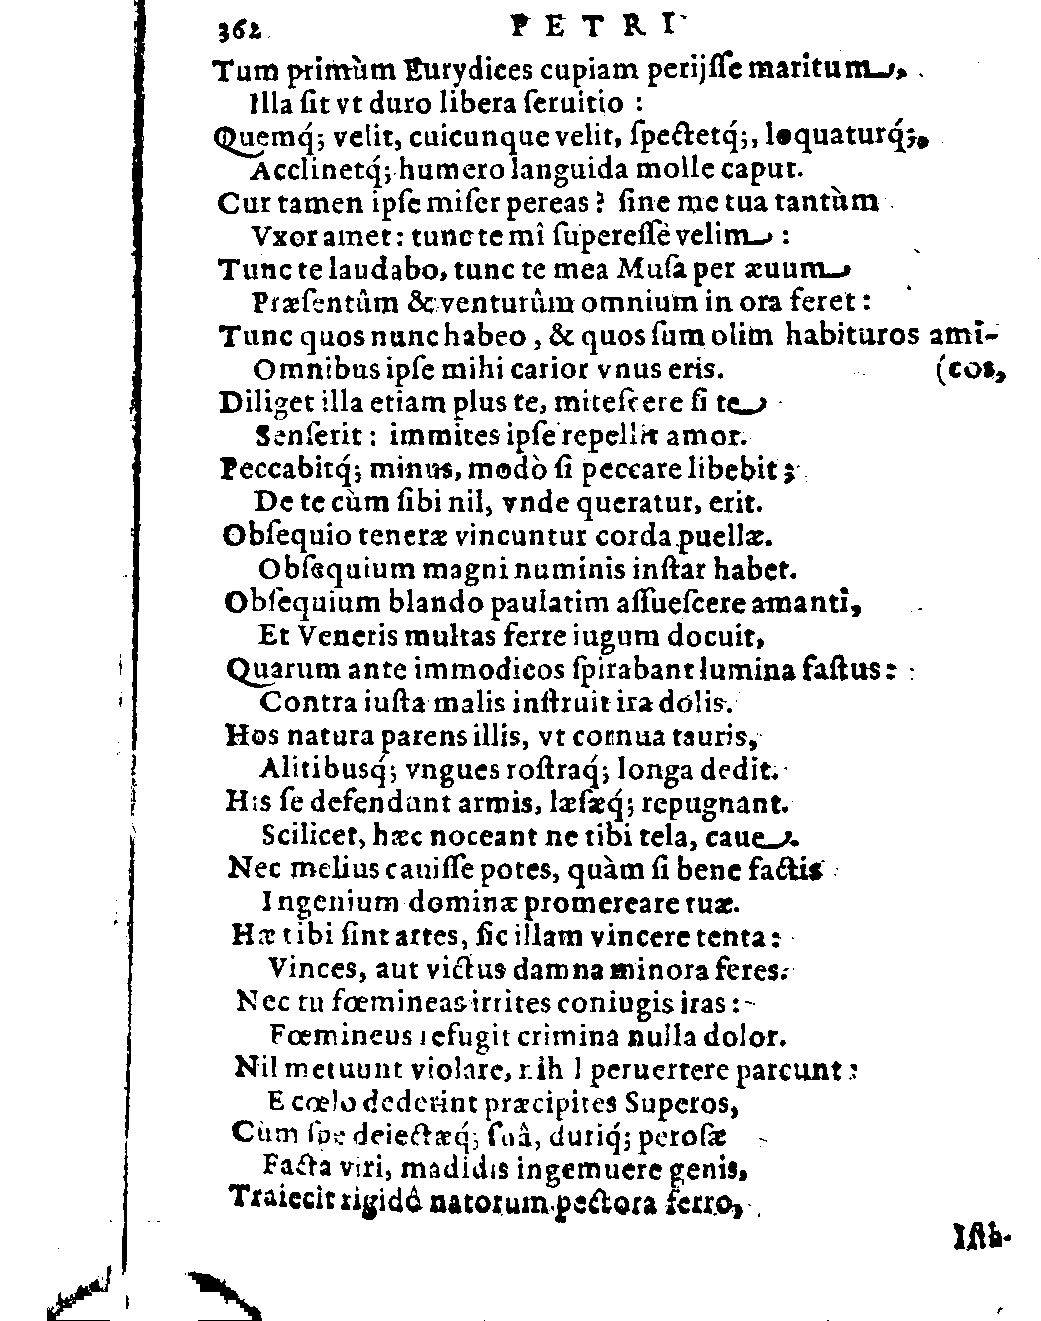 362 PETRI
Tum primùm Eurydices cupiam perijſſe maritum,
Illa ſit vt duro libera ſeruitio :
Quemq́; velit, cuicunque velit, ſpectetq́;, loquaturq́;,
Acclinetq́; humero languida molle caput.
Cur tamen ipſe miſer pereas? ſine me tua tantùm
Vxor amet: tunc te mî ſupereſſe velim :
Tunc te laudabo, tunc te mea Muſa per æuum
Præſentûm & venturûm omnium in ora feret :
Tunc quos nunc habeo, & quos ſum olim habituros ami-
Omnibus ipſe mihi carior vnus eris. (cos,
Diliget illa etiam plus te, miteſcere ſi te
Senſerit : immites ipſe repellit amor.
Peccabitq́; minus, modò ſi peccare libebit ;
De te cùm ſibi nil, vnde queratur, erit.
Obſequio teneræ vincuntur corda puellæ.
Obſequium magni numinis inſtar habet.
Obſequium blando paulatim aſſueſcere amanti,
Et Veneris multas ferre iugum docuit,
Quarum ante immodicos ſpirabant lumina faſtus :
Contra iuſta malis inſtruit ira dolis.
Hos natura parens illis, vt cornua tauris,
Alitibusq́; vngues roſtraq́; longa dedit.
His ſe defendunt armis, læſæq́; repugnant.
Scilicet, hæc noceant ne tibi tela, caue.
Nec melius cauiſſe potes, quàm ſi bene factis
Ingenium dominæ promereare tuæ.
Hæ tibi ſint artes, ſic illam vincere tenta :
Vinces, aut victus damna minora feres.
Nec tu fœmineas irrites coniugis iras :
Fœmineus refugit crimina nulla dolor.
Nil metuunt violare, nihil peruertere parcunt :
E cœlo dederint præcipites Superos,
Cùm ſpe deiectæq́; ſuâ, duriq́; peroſæ
Facta viri, madidis ingemuere genis,
Traiecit rigido natorum pectora ferro,